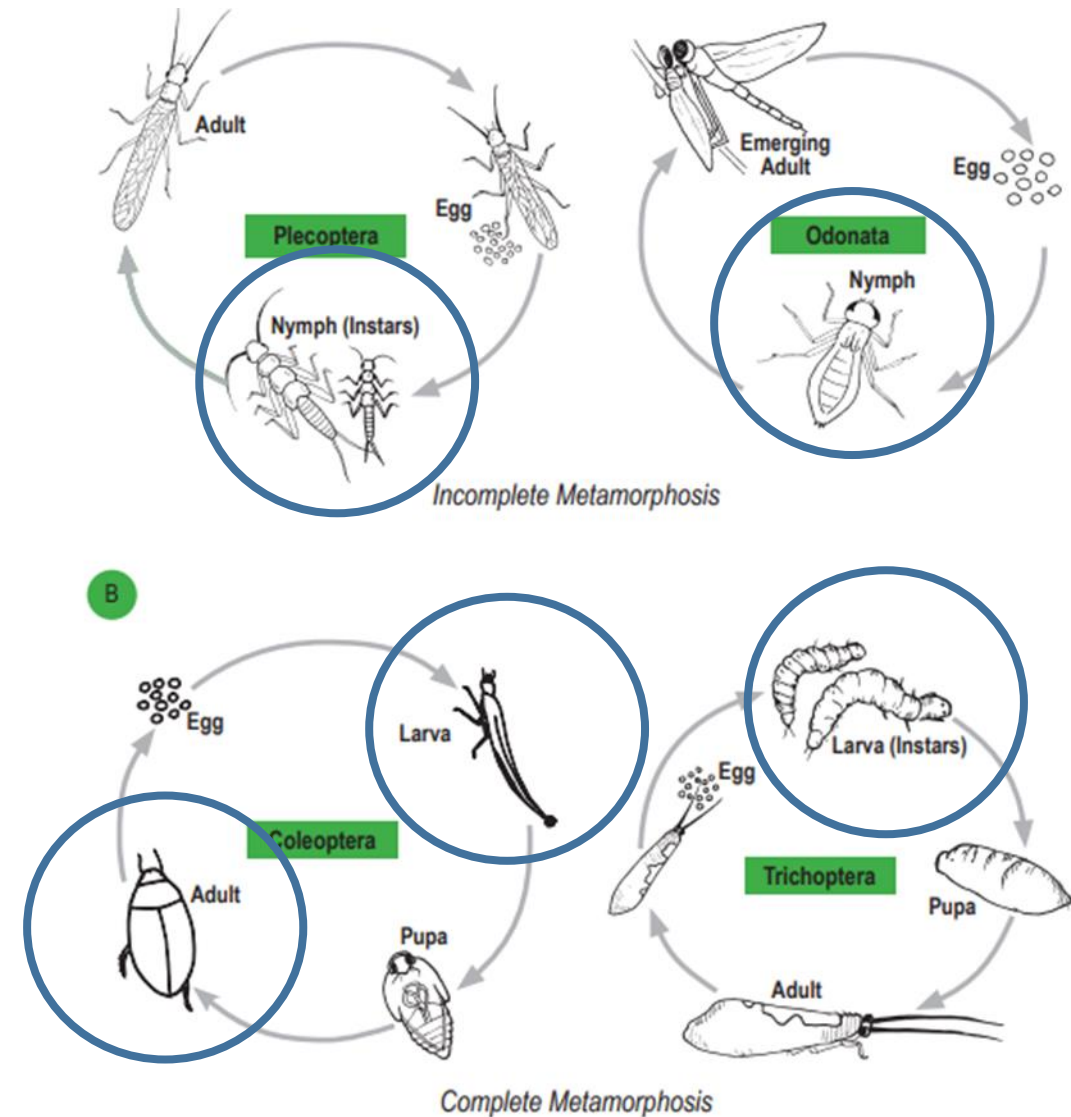 Adult
Egg
Plecoptera
Nymph (Instars)
Emerging
Adult
Egg
Odonata
Nymph
Incomplete Metamorphosis
B
Egg
Larva
Coleoptera
Adult
Pupa
Larva (Instars)
Egg
Trichoptera
Pupa
Adult
Complete Metamorphosis